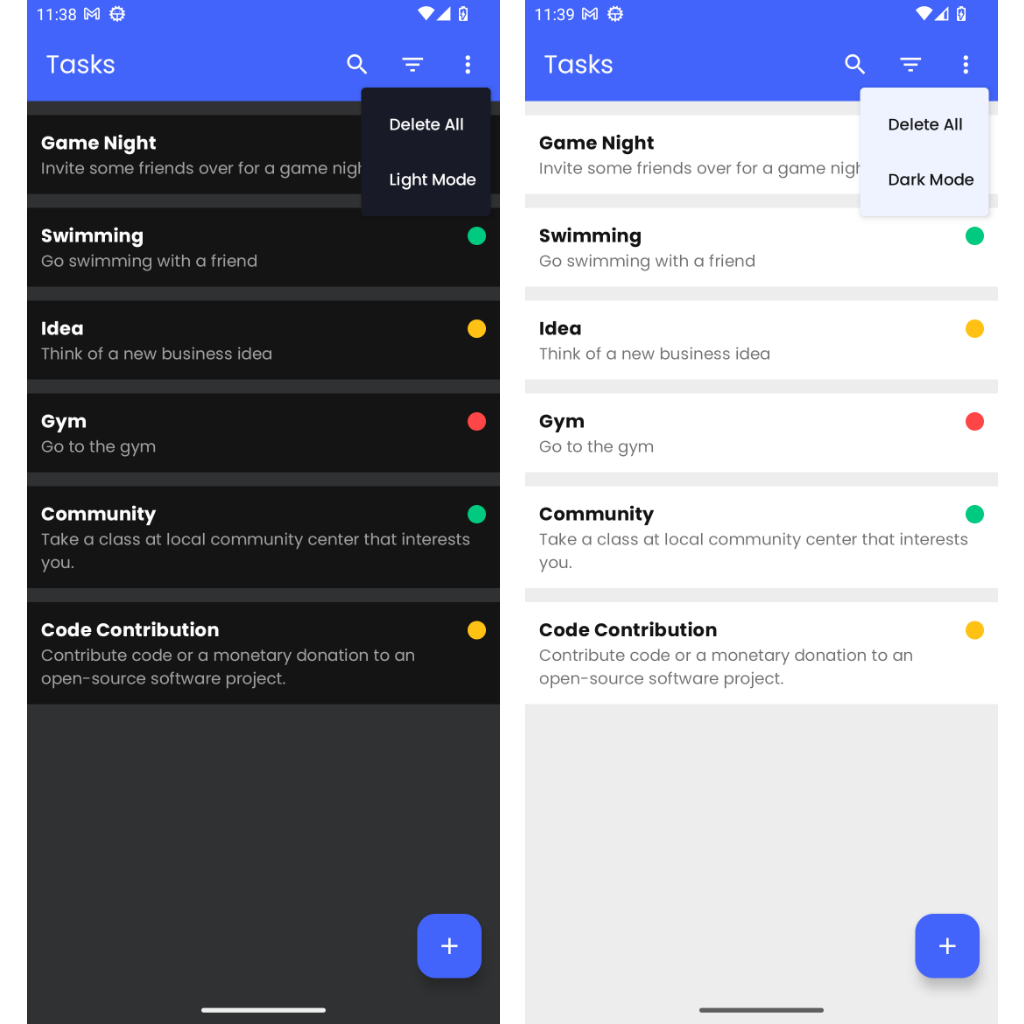 11:38
Tasks
Delete All
Light Mode
Game Night
Invite some friends over for a game
Swimming
Go swimming with a friend
Idea
Think of a new business idea
Gym
Go to the gym
Community
Take a class at local community center that interests
you.
Code Contribution
Contribute code or a monetary donation to an
open-source software project.
11:39
Tasks
Delete All
Dark Mode
Game Night
Invite some friends over for a game
Swimming
Go swimming with a friend
Idea
Think of a new business idea
Gym
Go to the gym
Community
Take a class at local community center that interests
you.
Code Contribution
Contribute code or a monetary donation to an
open-source software project.